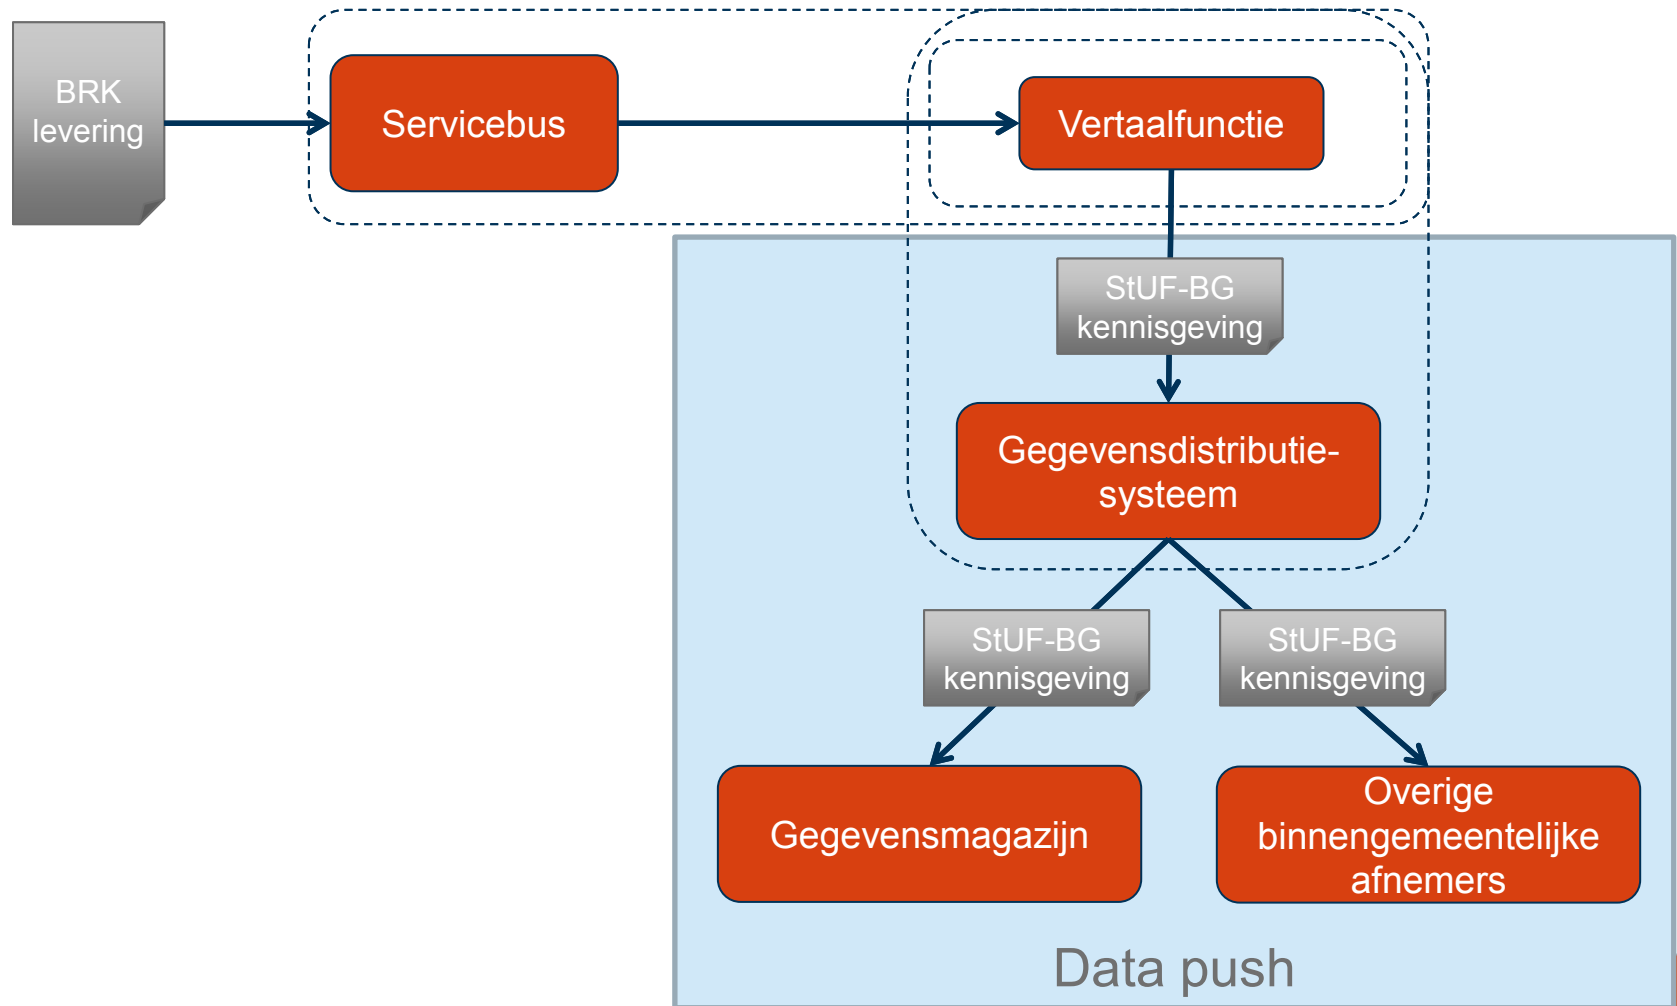 BRK
levering
Servicebus
Vertaalfunctie
StUF-BG
kennisgeving
Gegevensdistributie-
systeem
StUF-BG
kennisgeving
StUF-BG
kennisgeving
Gegevensmagazijn
Overige
binnengemeentelijke
afnemers
Data push